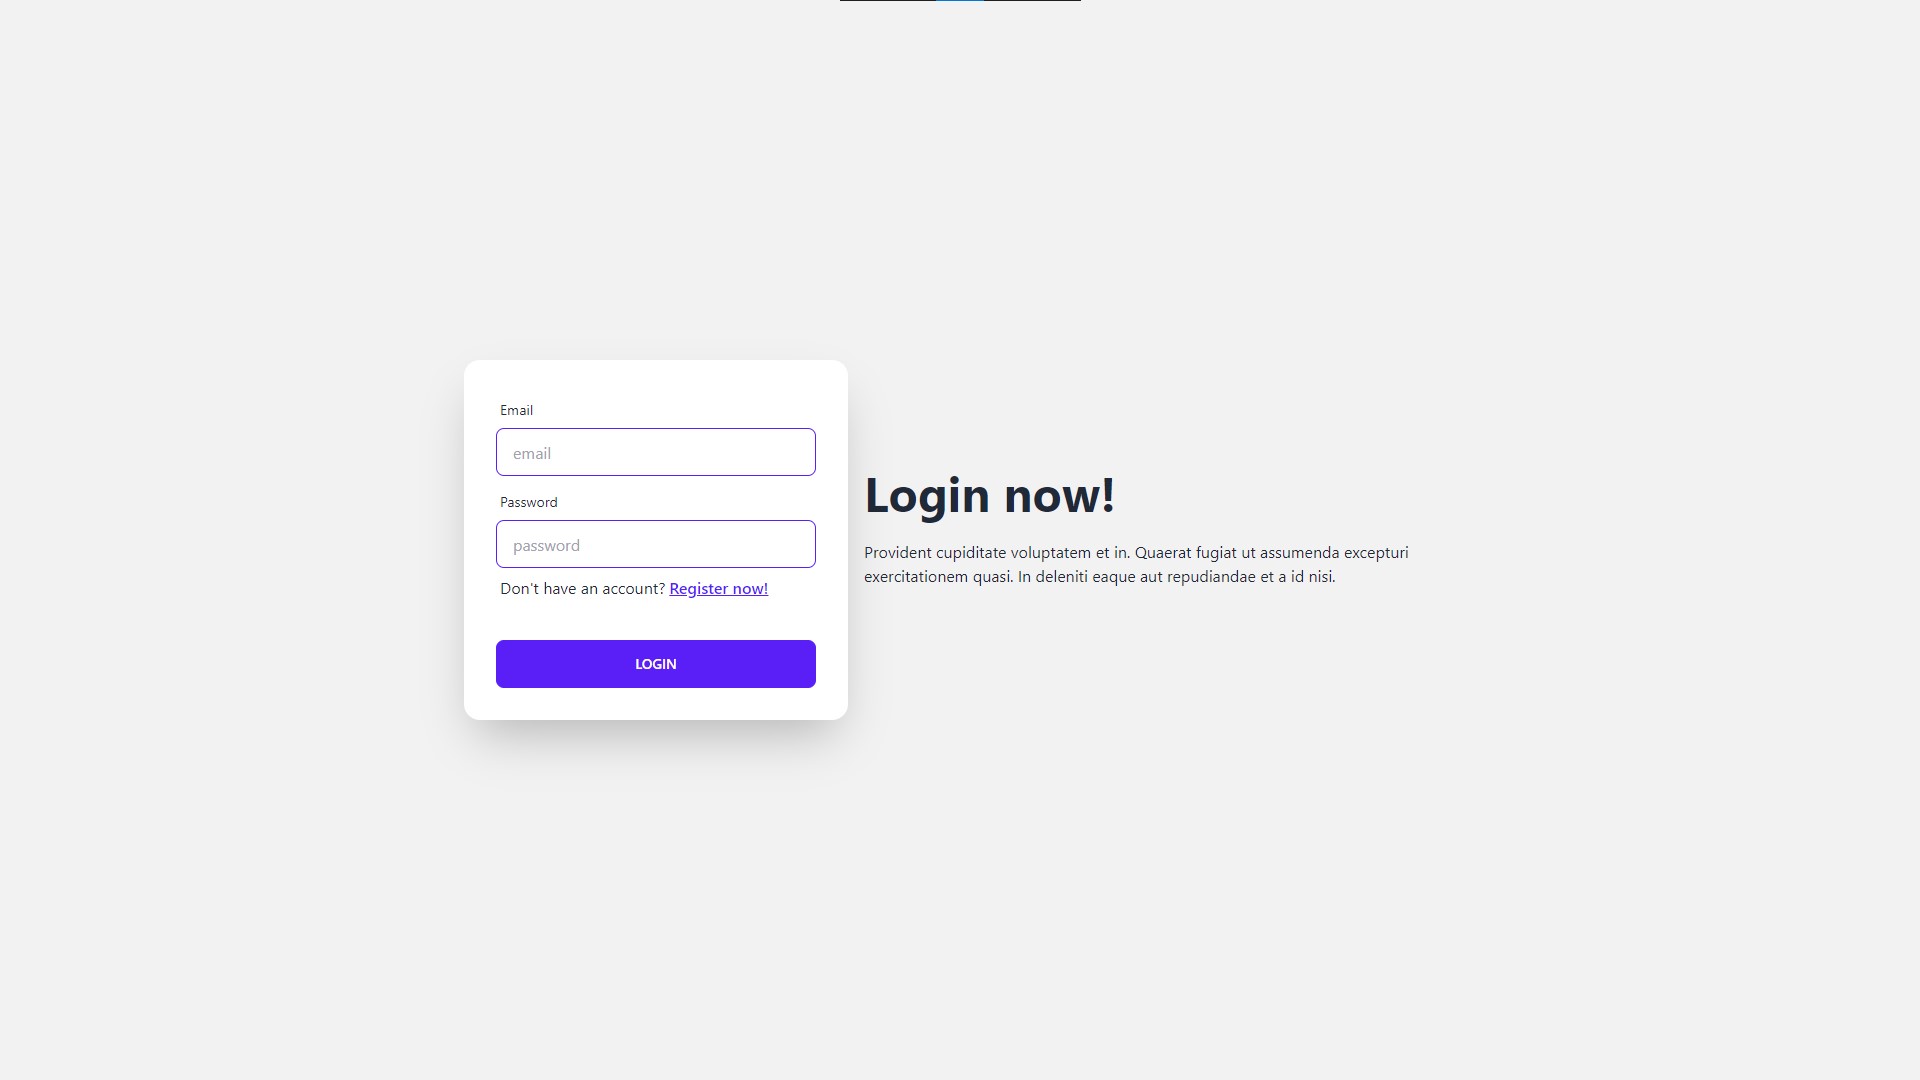 Email
email
Password
password
Don't have an account? Register now!
LOGIN
Login now!
Provident cupiditate voluptatem et in. Quaerat fugiat ut assumenda excepturi
exercitationem quasi. In deleniti eaque aut repudiandae et a id nisi.